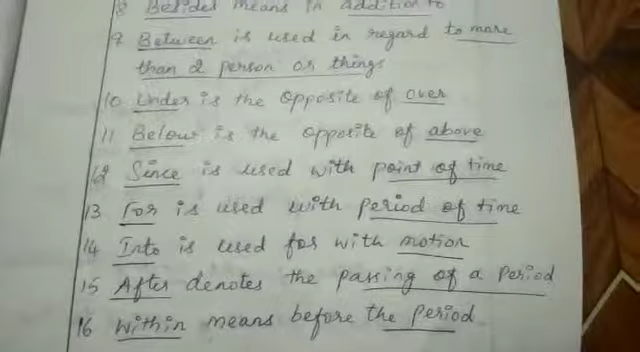 8 Besides means in addition to
9 Between is used in regard to more
than 2 person or things
10 Under is the opposite of over
11 Below is the opposite of above
12 Since is used with point of time
13 For is used with period of time
14 Into is used for with motion
15 After denotes the passing of a period
16 Within means before the period